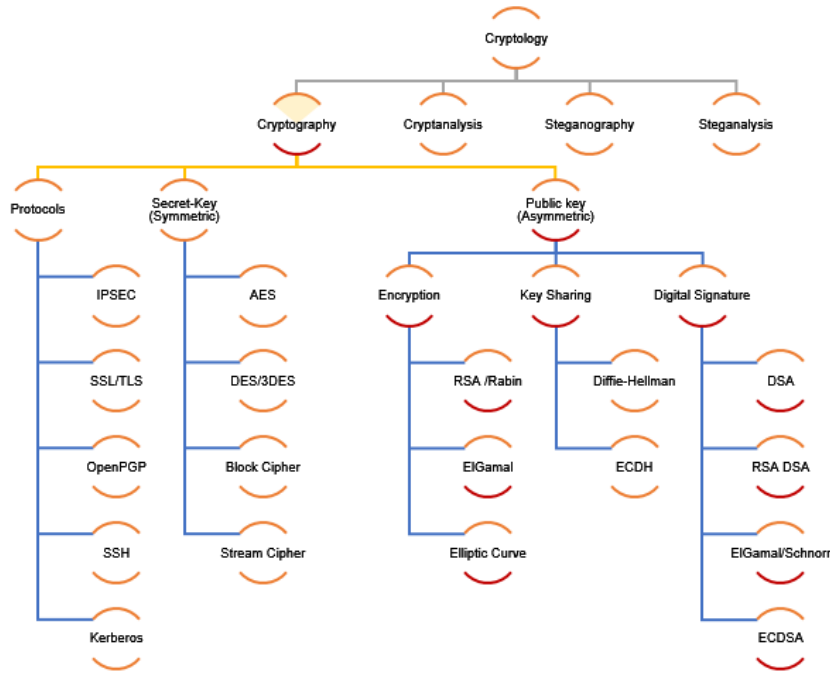 Cryptology
Cryptography
Cryptanalysis
Steganography
Steganalysis
Protocols
Secret-Key
(Symmetric)
Public key
(Asymmetric)
IPSEC
AES
Encryption
Key Sharing
Digital Signature
SSL/TLS
DES/3DES
RSA /Rabin
Diffie-Hellman
DSA
OpenPGP
Block Cipher
ElGamal
ECDH
RSA DSA
SSH
Stream Cipher
Elliptic Curve
ElGamal/Schnorr
Kerberos
ECDSA